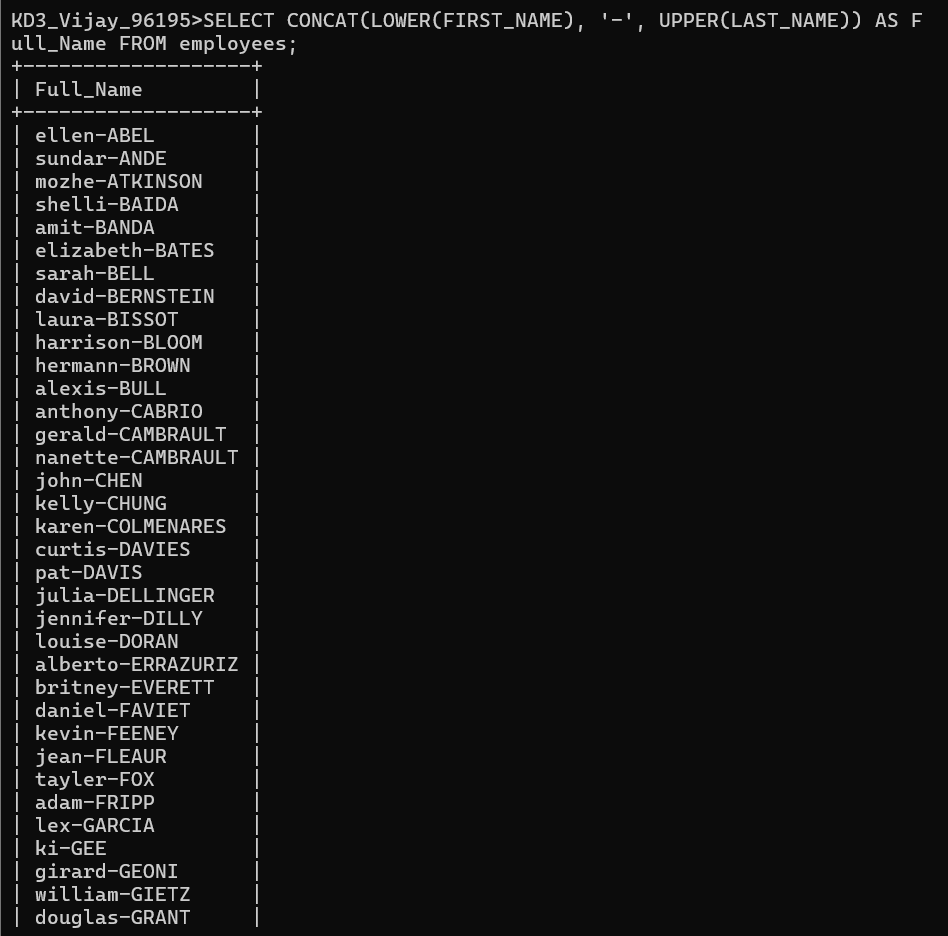 KD3_Vijay_96195>SELECT CONCAT(LOWER(FIRST_NAME), '-', UPPER(LAST_NAME)) AS F
ull_Name FROM employees;
+------------------+
| Full_Name         |
+------------------+
| ellen-ABEL        |
| sundar-ANDE       |
| mozhe-ATKINSON    |
| shelli-BAIDA      |
| amit-BANDA        |
| elizabeth-BATES   |
| sarah-BELL        |
| david-BERNSTEIN   |
| laura-BISSOT      |
| harrison-BLOOM    |
| hermann-BROWN     |
| alexis-BULL       |
| anthony-CABRIO    |
| gerald-CAMBRAULT  |
| nanette-CAMBRAULT |
| john-CHEN         |
| kelly-CHUNG       |
| karen-COLMENARES  |
| curtis-DAVIES     |
| pat-DAVIS         |
| julia-DELLINGER   |
| jennifer-DILLY    |
| louise-DORAN      |
| alberto-ERRAZURIZ |
| britney-EVERETT   |
| daniel-FAVIET     |
| kevin-FEENEY      |
| jean-FLEAUR       |
| tayler-FOX        |
| adam-FRIPP        |
| lex-GARCIA        |
| ki-GEE            |
| girard-GEONI      |
| william-GIETZ     |
| douglas-GRANT     |